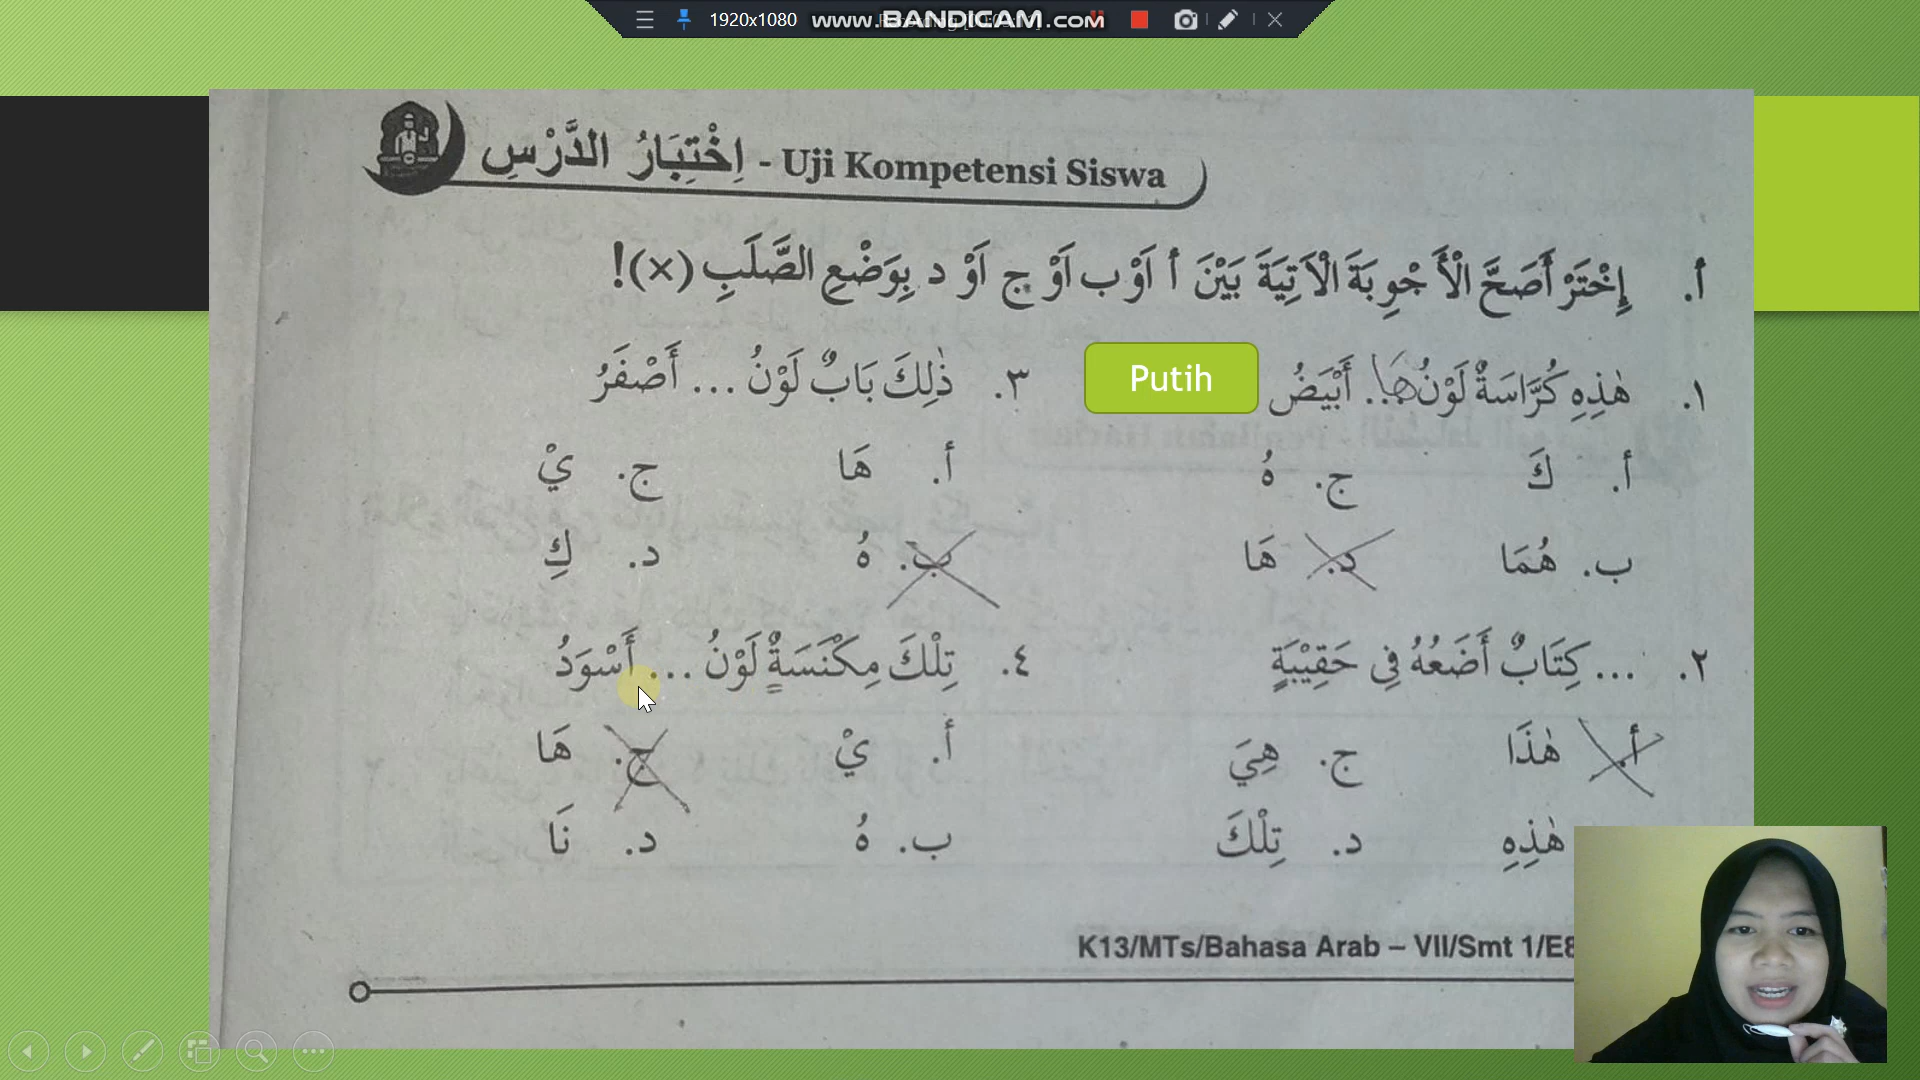 1920x1080 www.BANDICAM.com
اِخْتِبَارُ الدَّرْسِ - Uji Kompetensi Siswa
أ. إِخْتَرْ أَصَحَّ الْأَجْوِبَةَ الْاَتِيَةَ بَيْنَ أ اَوْ ب اَوْ ج اَوْ د بِوَضْعِ الصَّلَبِ (×)!
١. هٰذِهِ كُرَّاسَةٌ لَوْنُهَا.. أَبْيَضُ
Putih
أ. كَ
ج. هُ
ب. هُمَا
د. هَا
٢. ... كِتَابٌ أَضَعُهُ فِي حَقِيْبَةٍ
أ. هٰذَا
ج. هِيَ
هٰذِهِ
د. تِلْكَ
٣. ذٰلِكَ بَابٌ لَوْنُ ... أَصْفَرُ
أ. هَا
ج. يْ
ب. هُ
د. كِ
٤. تِلْكَ مِكْنَسَةٌ لَوْنُ ... أَسْوَدُ
أ. يْ
ج. هَا
ب. هُ
د. نَا
K13/MTs/Bahasa Arab – VII/Smt 1/E8